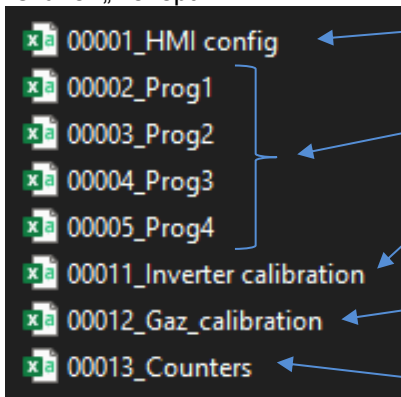 00001_HMI config
00002_Prog1
00003_Prog2
00004_Prog3
00005_Prog4
00011_Inverter calibration
00012_Gaz_calibration
00013_Counters